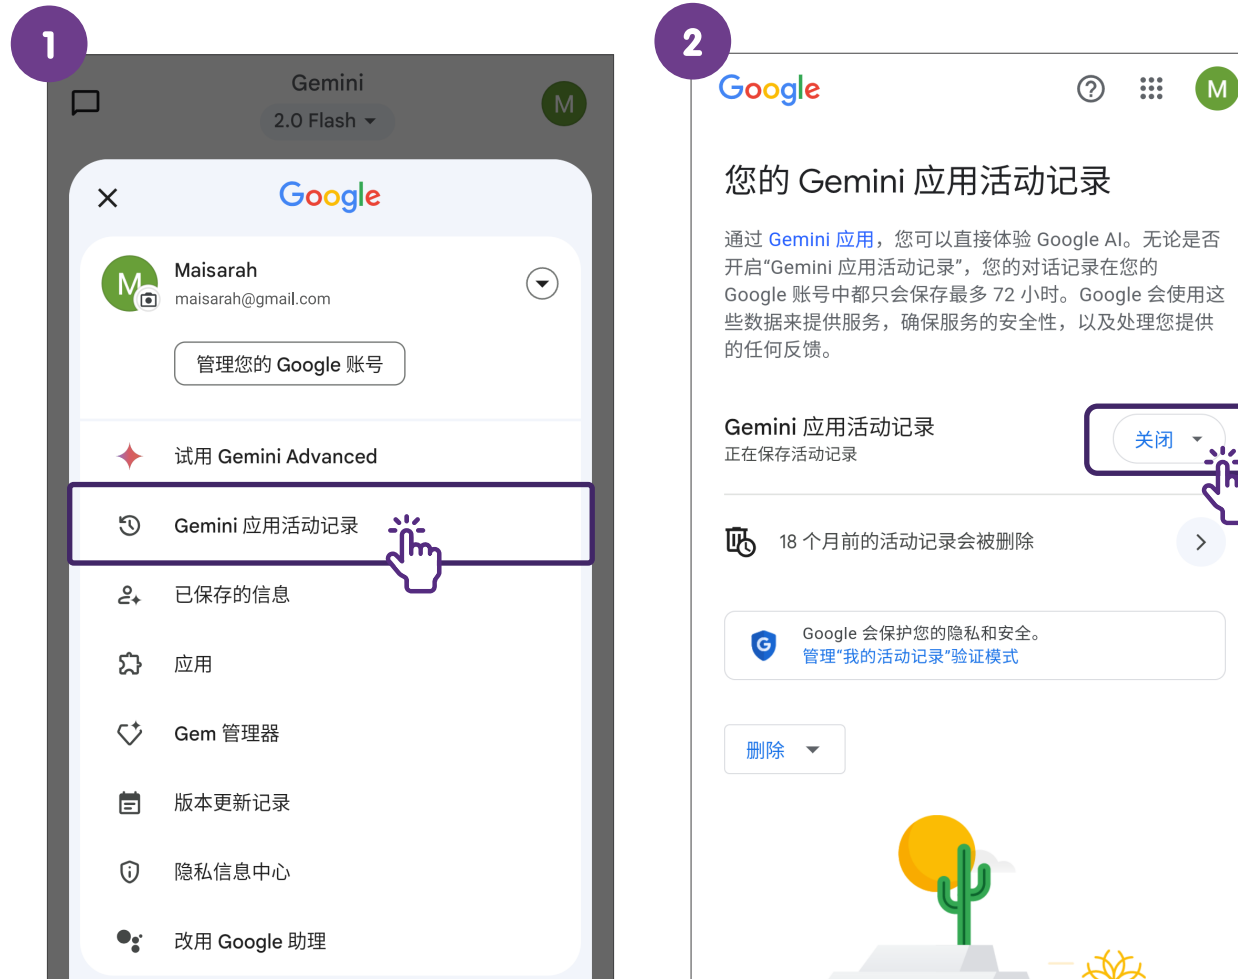 1
Gemini
2.0 Flash
M
Google
M
Maisarah
maisarah@gmail.com
管理您的 Google 账号
试用 Gemini Advanced
Gemini 应用活动记录
已保存的信息
应用
Gem 管理器
版本更新记录
隐私信息中心
改用 Google 助理
2
Google
M
您的 Gemini 应用活动记录
通过 Gemini 应用，您可以直接体验 Google AI。无论是否
开启“Gemini 应用活动记录”，您的对话记录在您的
Google 账号中都只会保存最多 72 小时。Google 会使用这
些数据来提供服务，确保服务的安全性，以及处理您提供
的任何反馈。
Gemini 应用活动记录
正在保存活动记录
关闭
18 个月前的活动记录会被删除
G
Google 会保护您的隐私和安全。
管理“我的活动记录”验证模式
删除